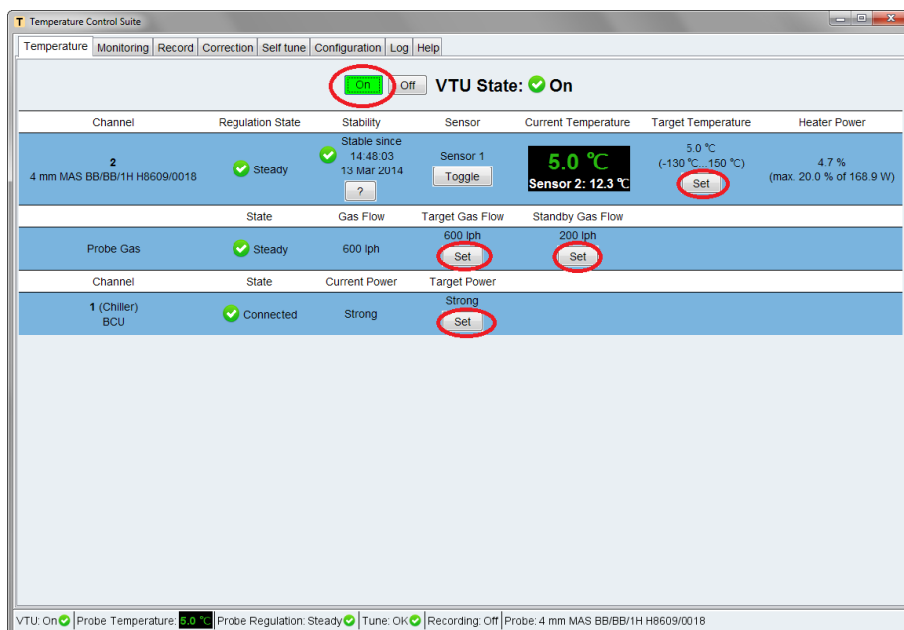 T Temperature Control Suite
Temperature Monitoring Record Correction Self tune Configuration Log Help
On Off VTU State: On
Channel Regulation State Stability Sensor Current Temperature Target Temperature Heater Power
2
4 mm MAS BB/BB/1H H8609/0018
Steady
Stable since
14:48:03
13 Mar 2014
?
Sensor 1
Toggle
5.0 °C
Sensor 2: 12.3 °C
5.0 °C
(-130 °C...150 °C)
Set
4.7 %
(max. 20.0 % of 168.9 W)
State Gas Flow Target Gas Flow Standby Gas Flow
Probe Gas
Steady
600 lph
600 lph
Set
200 lph
Set
Channel State Current Power Target Power
1 (Chiller)
BCU
Connected
Strong
Strong
Set
VTU: On Probe Temperature: 5.0 °C Probe Regulation: Steady Tune: OK Recording: Off Probe: 4 mm MAS BB/BB/1H H8609/0018